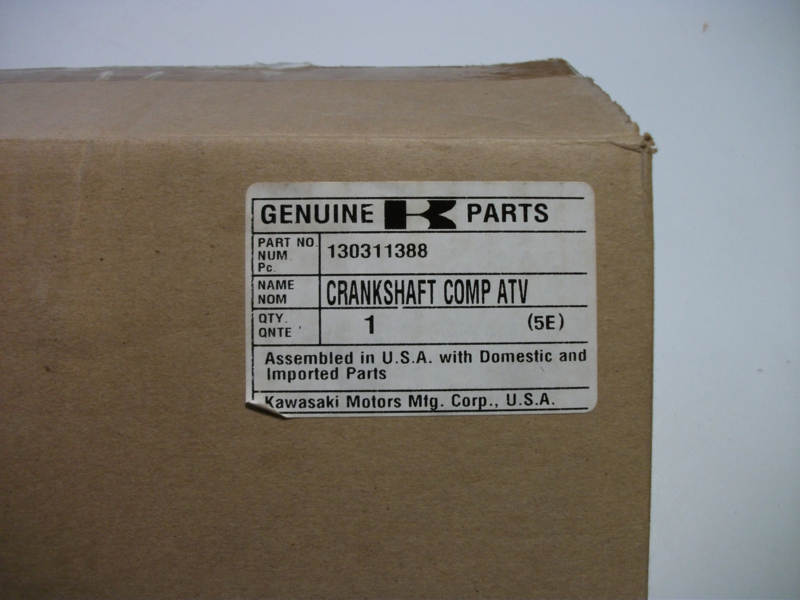 GENUINE K PARTS
PART NO.
NUM.
Pc.
130311388
NAME
NOM
CRANKSHAFT COMP ATV
QTY.
QNTE
1 (5E)
Assembled in U.S.A. with Domestic and
Imported Parts
Kawasaki Motors Mfg. Corp., U.S.A.